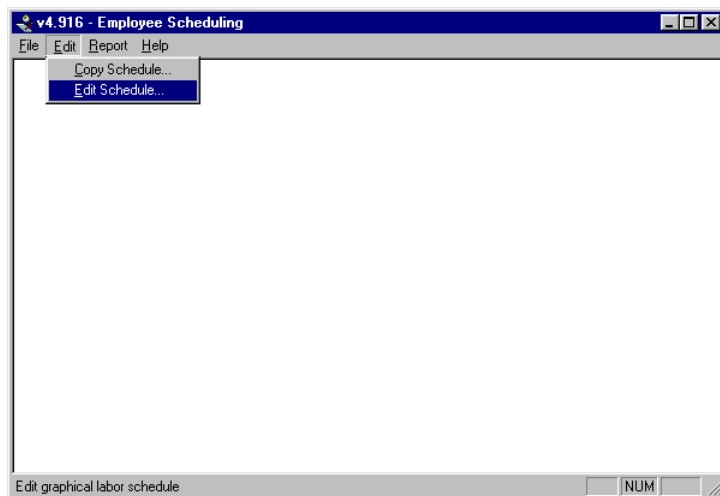 v4.916 - Employee Scheduling
File Edit Report Help
Copy Schedule...
Edit Schedule...
Edit graphical labor schedule NUM